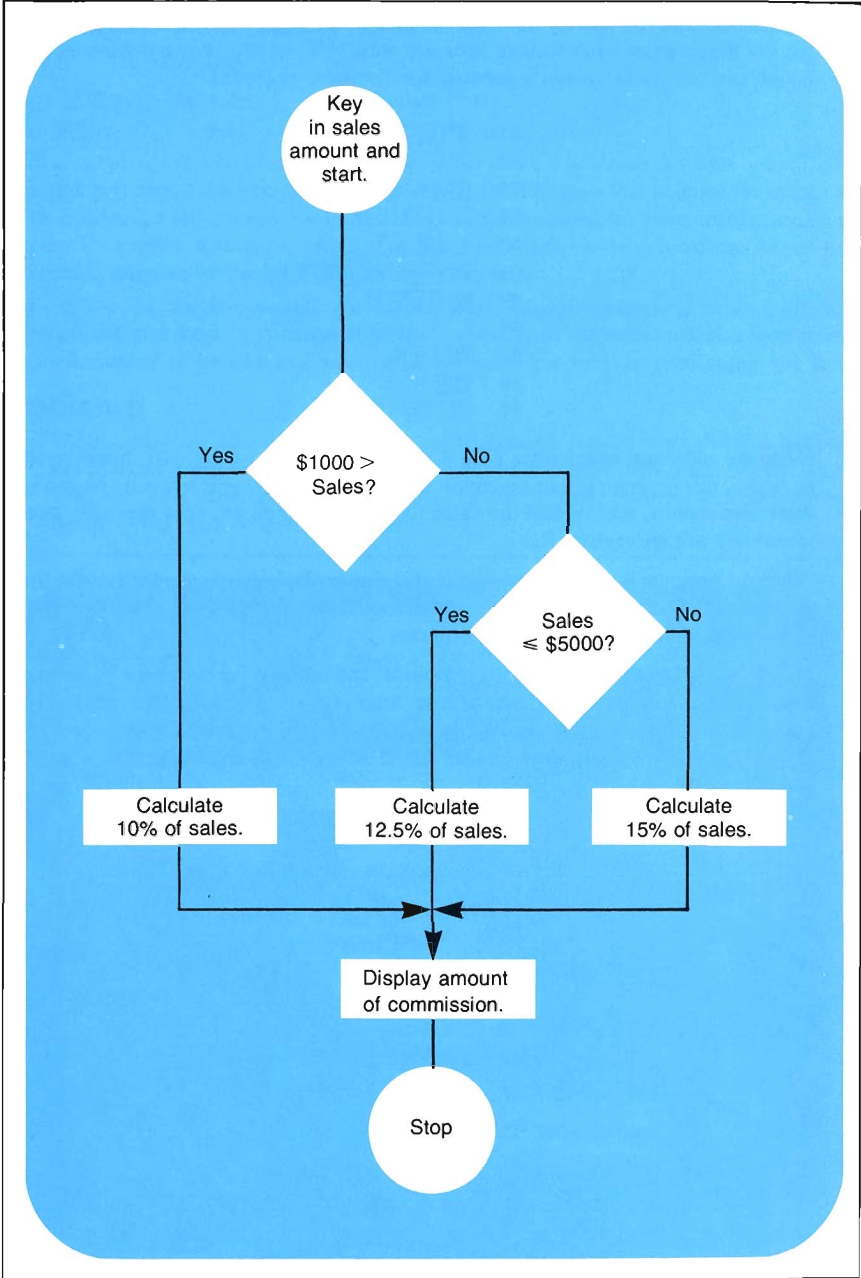 Key
in sales
amount and
start.
Yes
$1000 >
Sales?
No
Yes
Sales
≤ $5000?
No
Calculate
10% of sales.
Calculate
12.5% of sales.
Calculate
15% of sales.
Display amount
of commission.
Stop